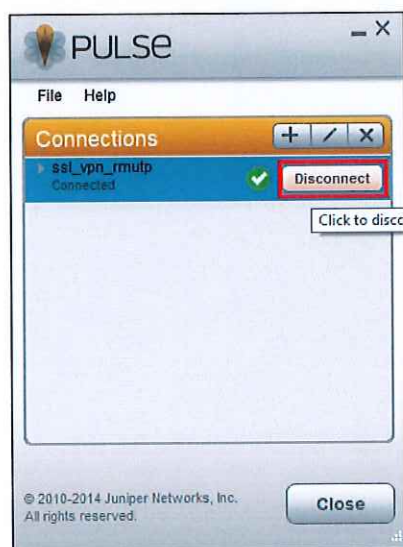 PULSE
File Help
Connections
ssl_vpn_rmutp
Connected
Disconnect
Click to disco
© 2010-2014 Juniper Networks, Inc.
All rights reserved.
Close